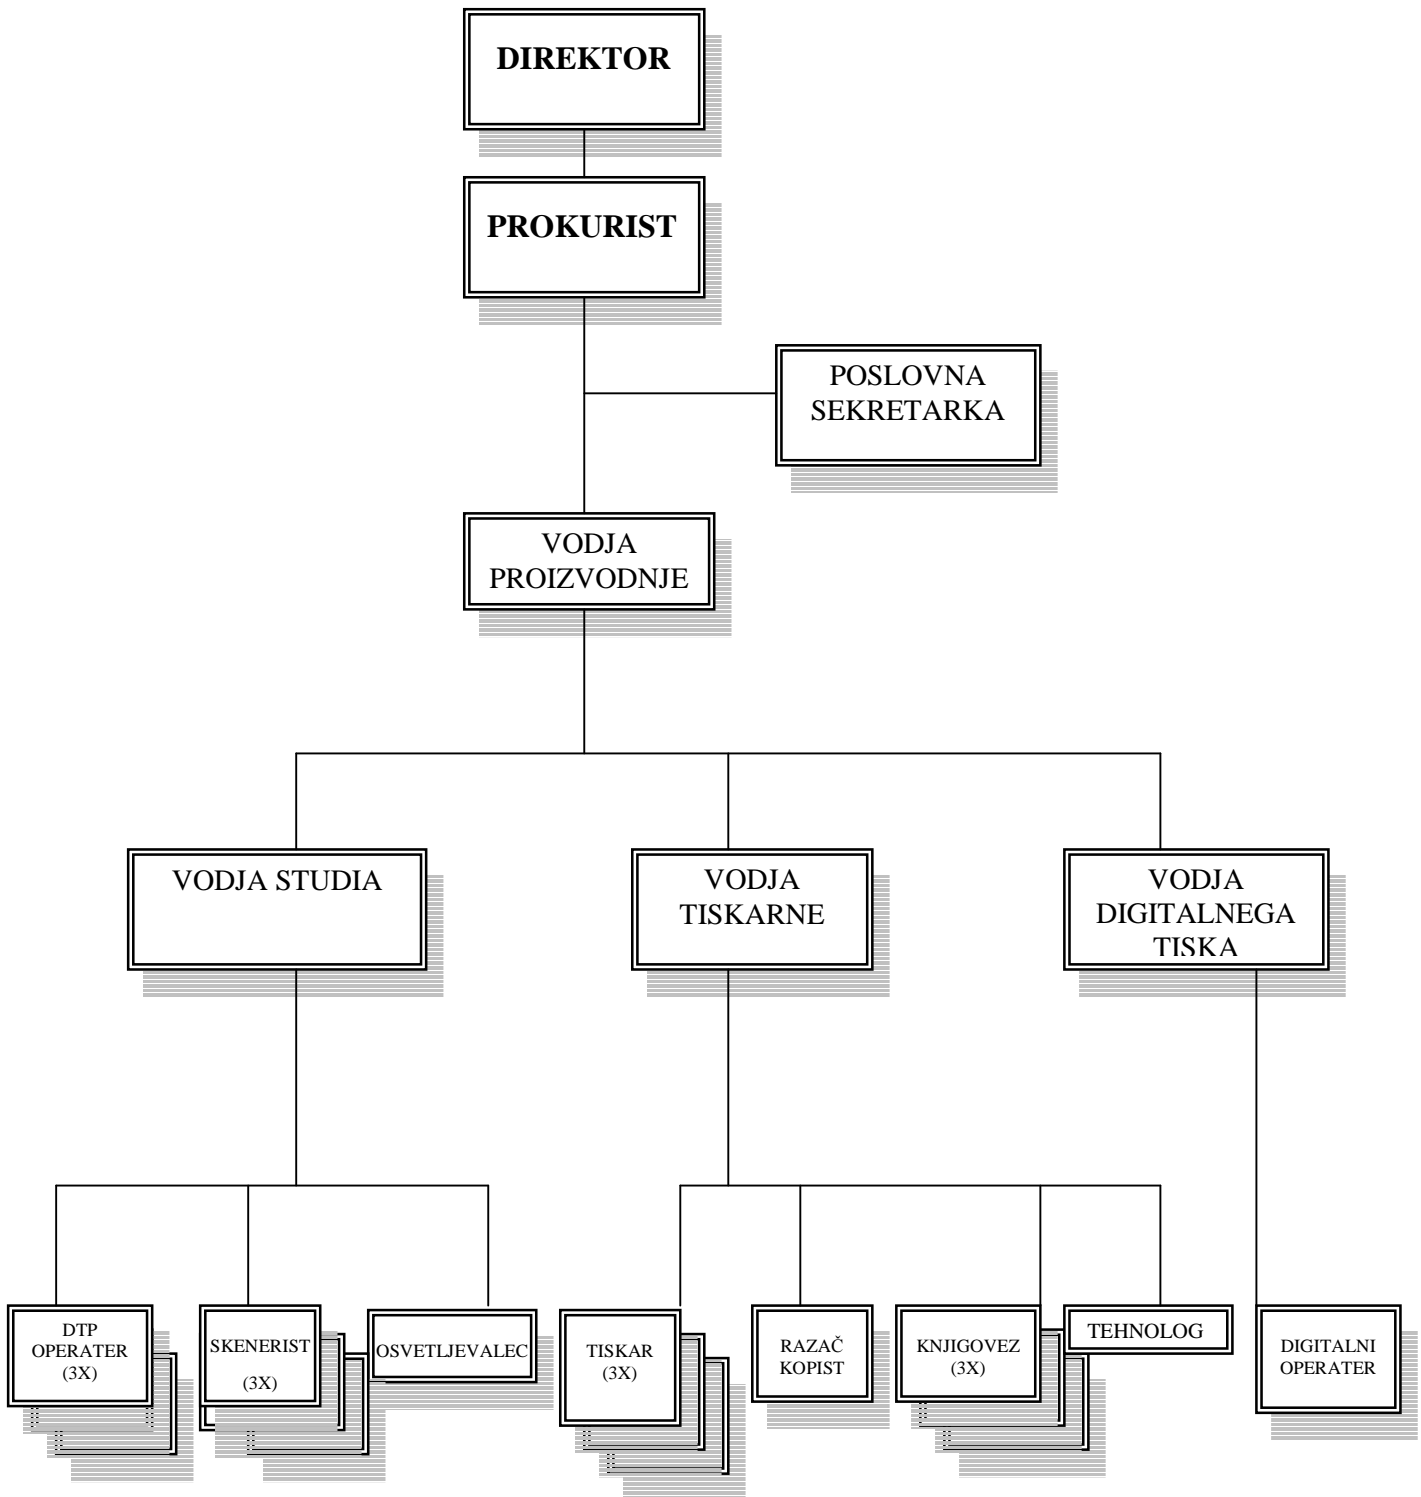 DIREKTOR
PROKURIST
POSLOVNA
SEKRETARKA
VODJA
PROIZVODNJE
VODJA STUDIA
VODJA
TISKARNE
VODJA
DIGITALNEGA
TISKA
DTP
OPERATER
(3X)
SKENERIST
(3X)
OSVETLJEVALEC
TISKAR
(3X)
RAZAČ
KOPIST
KNJIGOVEZ
(3X)
TEHNOLOG
DIGITALNI
OPERATER